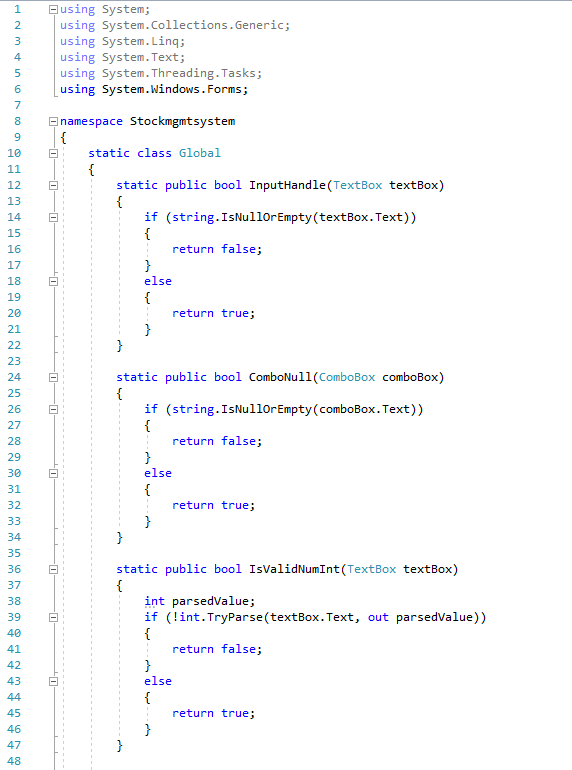 1 using System;
2 using System.Collections.Generic;
3 using System.Linq;
4 using System.Text;
5 using System.Threading.Tasks;
6 using System.Windows.Forms;
7
8 namespace Stockmgmtsystem
9 {
10     static class Global
11     {
12         static public bool InputHandle(TextBox textBox)
13         {
14             if (string.IsNullOrEmpty(textBox.Text))
15             {
16                 return false;
17             }
18             else
19             {
20                 return true;
21             }
22         }
23
24         static public bool ComboNull(ComboBox comboBox)
25         {
26             if (string.IsNullOrEmpty(comboBox.Text))
27             {
28                 return false;
29             }
30             else
31             {
32                 return true;
33             }
34         }
35
36         static public bool IsValidNumInt(TextBox textBox)
37         {
38             int parsedValue;
39             if (!int.TryParse(textBox.Text, out parsedValue))
40             {
41                 return false;
42             }
43             else
44             {
45                 return true;
46             }
47         }
48